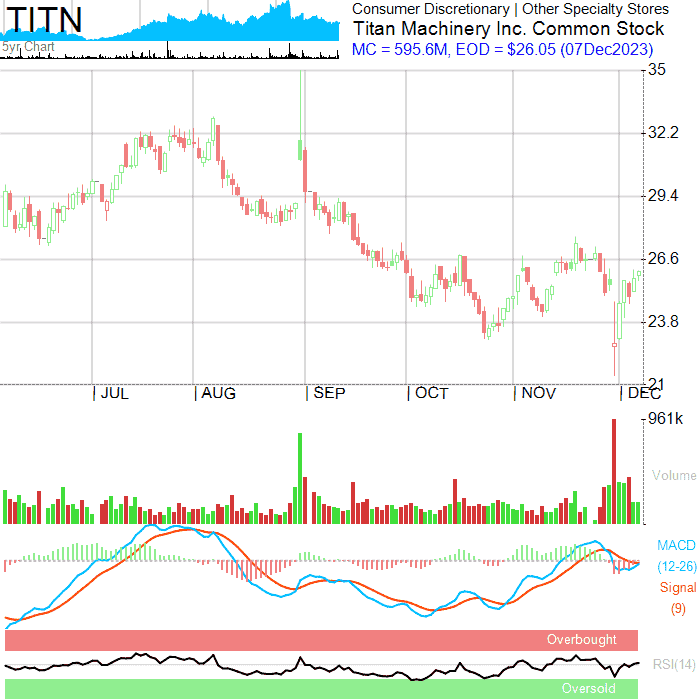 TITN
5yr Chart
Consumer Discretionary | Other Specialty Stores
Titan Machinery Inc. Common Stock
MC = 595.6M, EOD = $26.05 (07Dec2023)
35
32.2
29.4
26.6
23.8
21
JUL
AUG
SEP
OCT
NOV
DEC
961k
Volume
MACD
(12-26)
Signal
(9)
Overbought
RSI(14)
Oversold